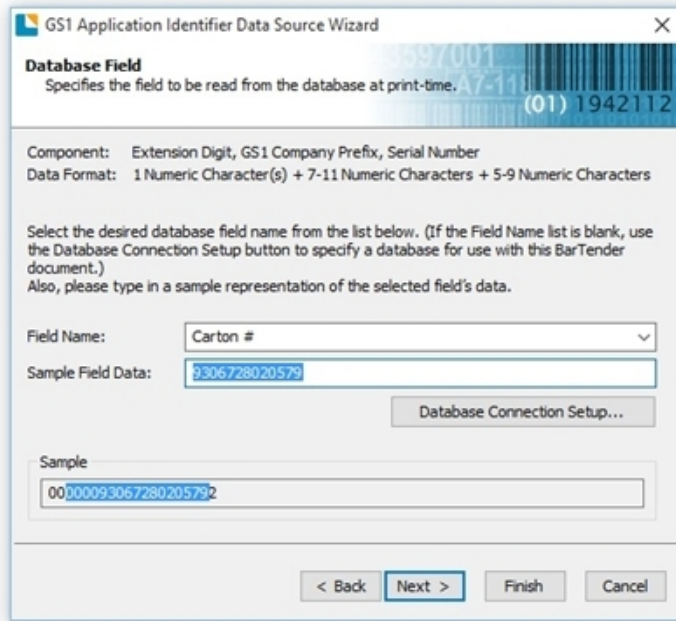 GS1 Application Identifier Data Source Wizard
Database Field
Specifies the field to be read from the database at print-time.
3597001
A7-118
(01) 1942112
Component: Extension Digit, GS1 Company Prefix, Serial Number
Data Format: 1 Numeric Character(s) + 7-11 Numeric Characters + 5-9 Numeric Characters
Select the desired database field name from the list below. (If the Field Name list is blank, use
the Database Connection Setup button to specify a database for use with this BarTender
document.)
Also, please type in a sample representation of the selected field's data.
Field Name: Carton #
Sample Field Data: 9306728020579
Database Connection Setup...
Sample
00000093067280205792
< Back Next > Finish Cancel